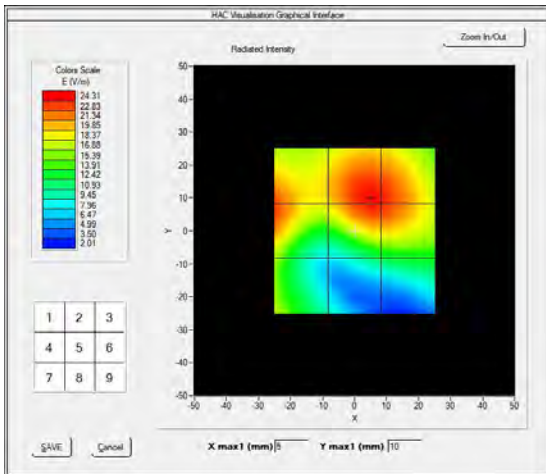 HAC Visualisation Graphical Interface
Zoom In/Out
Radiated Intensity
Colors Scale
E (V/m)
24.31
22.83
21.34
19.85
18.37
16.88
15.39
13.91
12.42
10.93
9.45
7.96
6.47
4.99
3.50
2.01
50
40
30
20
10
0
-10
-20
-30
-40
-50
Y
-50 -40 -30 -20 -10 0 10 20 30 40 50
X
1 2 3
4 5 6
7 8 9
SAVE Cancel
X max1 (mm) 5 Y max1 (mm) 10